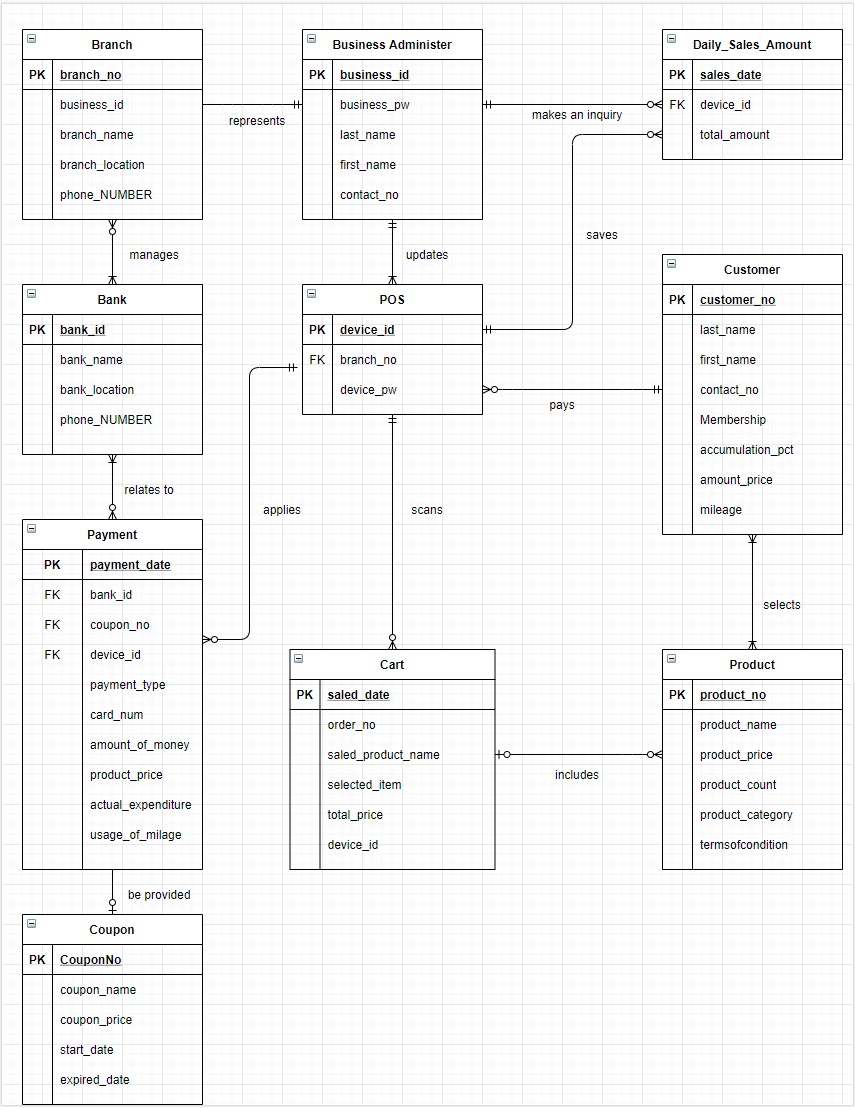 Branch
PK branch_no
business_id
branch_name
branch_location
phone_NUMBER
represents
Business Administer
PK business_id
business_pw
last_name
first_name
contact_no
makes an inquiry
Daily_Sales_Amount
PK sales_date
FK device_id
total_amount
manages
updates
saves
Bank
PK bank_id
bank_name
bank_location
phone_NUMBER
POS
PK device_id
FK branch_no
device_pw
pays
Customer
PK customer_no
last_name
first_name
contact_no
Membership
accumulation_pct
amount_price
mileage
relates to
applies
scans
selects
Payment
PK payment_date
FK bank_id
FK coupon_no
FK device_id
payment_type
card_num
amount_of_money
product_price
actual_expenditure
usage_of_milage
Cart
PK saled_date
order_no
saled_product_name
selected_item
total_price
device_id
includes
Product
PK product_no
product_name
product_price
product_count
product_category
termsofcondition
be provided
Coupon
PK CouponNo
coupon_name
coupon_price
start_date
expired_date